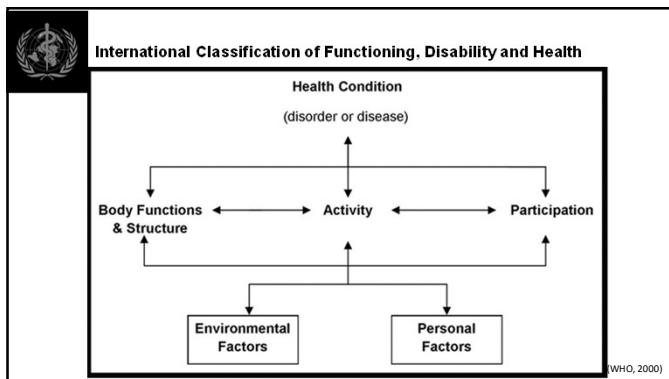 International Classification of Functioning, Disability and Health
Health Condition
(disorder or disease)
Body Functions
& Structure
Activity
Participation
Environmental
Factors
Personal
Factors
(WHO, 2000)